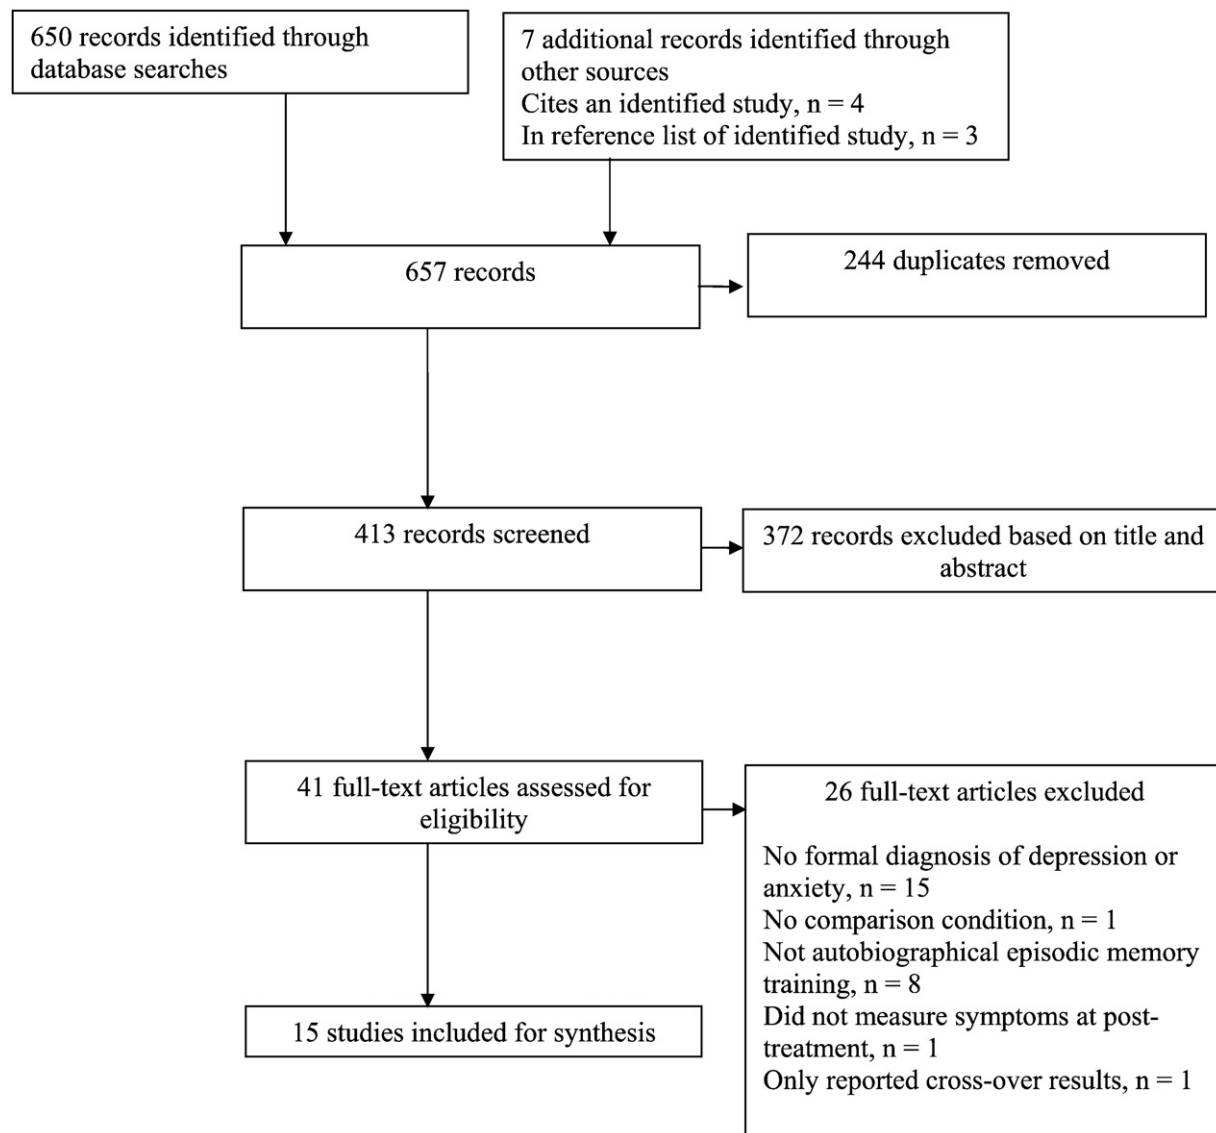 650 records identified through
database searches
7 additional records identified through
other sources
Cites an identified study, n = 4
In reference list of identified study, n = 3
657 records
244 duplicates removed
413 records screened
372 records excluded based on title and
abstract
41 full-text articles assessed for
eligibility
26 full-text articles excluded
No formal diagnosis of depression or
anxiety, n = 15
No comparison condition, n = 1
Not autobiographical episodic memory
training, n = 8
Did not measure symptoms at post-
treatment, n = 1
Only reported cross-over results, n = 1
15 studies included for synthesis